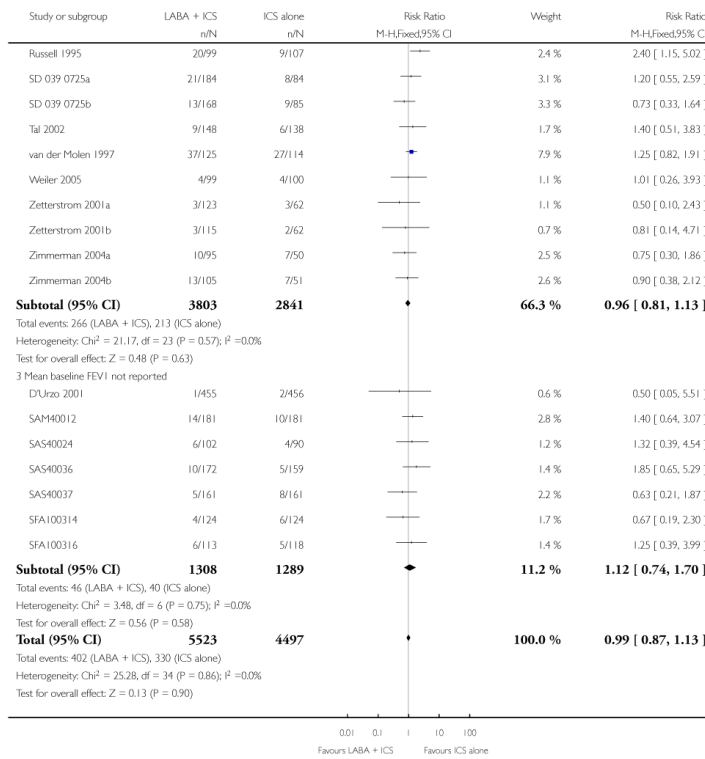 Study or subgroup LABA + ICS ICS alone Risk Ratio Weight Risk Ratio
n/N n/N M-H,Fixed,95% CI M-H,Fixed,95% CI
Russell 1995 20/99 9/107 2.4 % 2.40 [ 1.15, 5.02 ]
SD 039 0725a 21/184 8/84 3.1 % 1.20 [ 0.55, 2.59 ]
SD 039 0725b 13/168 9/85 3.3 % 0.73 [ 0.33, 1.64 ]
Tal 2002 9/148 6/138 1.7 % 1.40 [ 0.51, 3.83 ]
van der Molen 1997 37/125 27/114 7.9 % 1.25 [ 0.82, 1.91 ]
Weiler 2005 4/99 4/100 1.1 % 1.01 [ 0.26, 3.93 ]
Zetterstrom 2001a 3/123 3/62 1.1 % 0.50 [ 0.10, 2.43 ]
Zetterstrom 2001b 3/115 2/62 0.7 % 0.81 [ 0.14, 4.71 ]
Zimmerman 2004a 10/95 7/50 2.5 % 0.75 [ 0.30, 1.86 ]
Zimmerman 2004b 13/105 7/51 2.6 % 0.90 [ 0.38, 2.12 ]
Subtotal (95% CI) 3803 2841 66.3 % 0.96 [ 0.81, 1.13 ]
Total events: 266 (LABA + ICS), 213 (ICS alone)
Heterogeneity: Chi² = 21.17, df = 23 (P = 0.57); I² =0.0%
Test for overall effect: Z = 0.48 (P = 0.63)
3 Mean baseline FEV1 not reported
D'Urzo 2001 1/455 2/456 0.6 % 0.50 [ 0.05, 5.51 ]
SAM40012 14/181 10/181 2.8 % 1.40 [ 0.64, 3.07 ]
SAS40024 6/102 4/90 1.2 % 1.32 [ 0.39, 4.54 ]
SAS40036 10/172 5/159 1.4 % 1.85 [ 0.65, 5.29 ]
SAS40037 5/161 8/161 2.2 % 0.63 [ 0.21, 1.87 ]
SFA100314 4/124 6/124 1.7 % 0.67 [ 0.19, 2.30 ]
SFA100316 6/113 5/118 1.4 % 1.25 [ 0.39, 3.99 ]
Subtotal (95% CI) 1308 1289 11.2 % 1.12 [ 0.74, 1.70 ]
Total events: 46 (LABA + ICS), 40 (ICS alone)
Heterogeneity: Chi² = 3.48, df = 6 (P = 0.75); I² =0.0%
Test for overall effect: Z = 0.56 (P = 0.58)
Total (95% CI) 5523 4497 100.0 % 0.99 [ 0.87, 1.13 ]
Total events: 402 (LABA + ICS), 330 (ICS alone)
Heterogeneity: Chi² = 25.28, df = 34 (P = 0.86); I² =0.0%
Test for overall effect: Z = 0.13 (P = 0.90)
0.01 0.1 1 10 100
Favours LABA + ICS Favours ICS alone